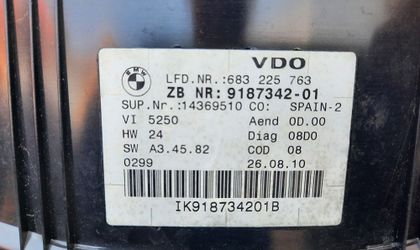 BMW
VDO
LFD.NR.:683 225 763
ZB NR: 9187342-01
SUP.Nr.:14369510 CO: SPAIN-2
VI 5250 Aend 0D.00
HW 24 Diag 08D0
SW A3.45.82 COD 08
0299 26.08.10
IK918734201B